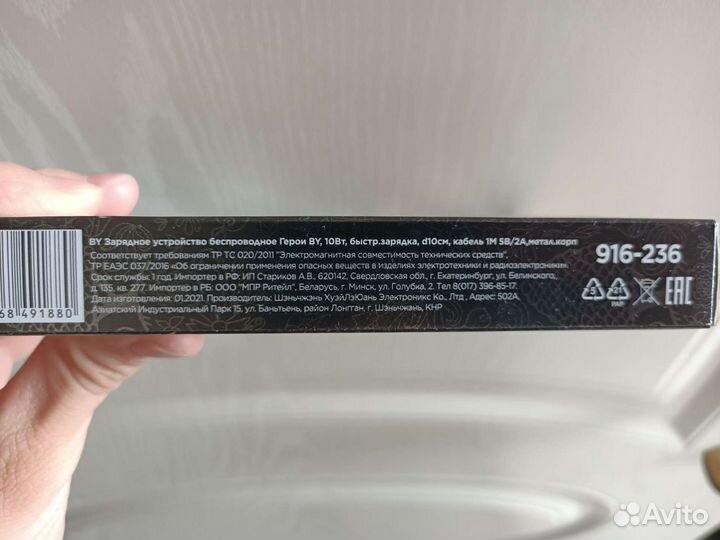 BY Зарядное устройство беспроводное Герои BY, 10Вт, быстр.зарядка, d10см, кабель 1М 5В/2А,метал.корп
Соответствует требованиям ТР ТС 020/2011 "Электромагнитная совместимость технических средств",
ТР ЕАЭС 037/2016 «Об ограничении применения опасных веществ в изделиях электротехники и радиоэлектроники».
Срок службы: 1 год. Импортер в РФ: ИП Стариков А.В., 620142, Свердловская обл., г. Екатеринбург, ул. Белинского,
д. 135, кв. 277. Импортер в РБ: ООО "МПР Ритейл", Беларусь, г. Минск, ул. Голубка, 2. Тел 8(017) 396-85-17.
Дата изготовления: 01.2021. Производитель: Шэньчжэнь ХуэйЛэЮань Электроникс Ко., Лтд , Адрес: 502А,
Азиатский Индустриальный Парк 15, ул. Баньтьень, район Лонгган, г. Шэньчжэнь, КНР
916-236
5
PAP
EAC
68491880
Avito